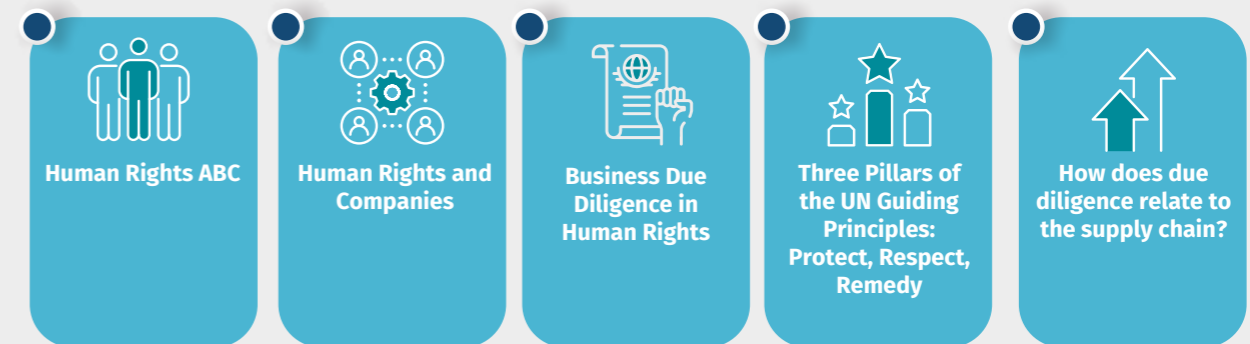 Human Rights ABC
Human Rights and
Companies
Business Due
Diligence in
Human Rights
Three Pillars of
the UN Guiding
Principles:
Protect, Respect,
Remedy
How does due
diligence relate to
the supply chain?